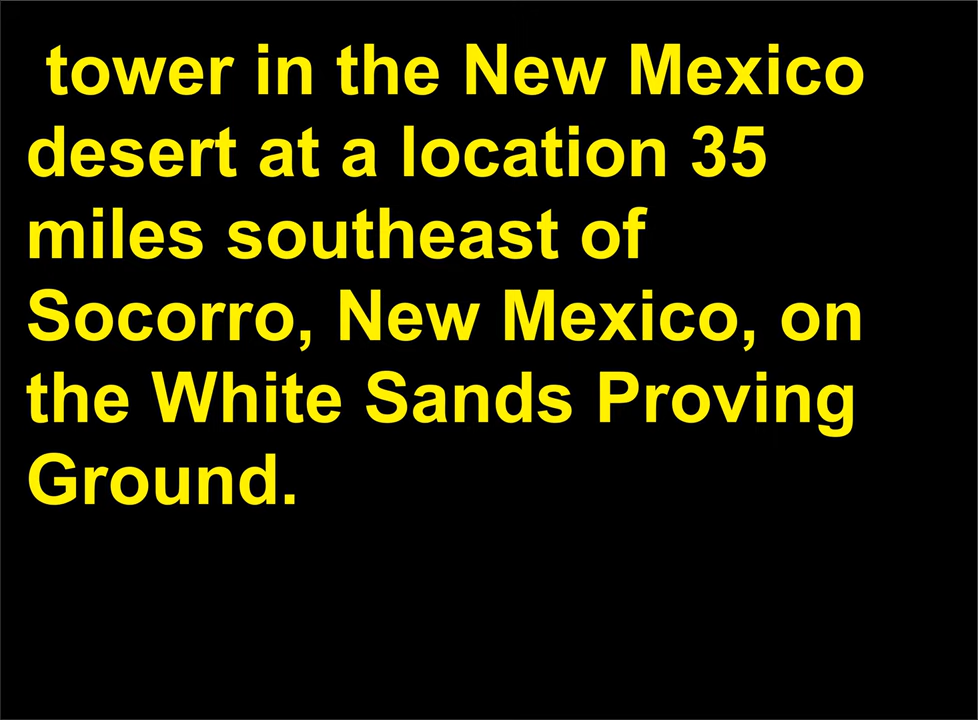 tower in the New Mexico
desert at a location 35
miles southeast of
Socorro, New Mexico, on
the White Sands Proving
Ground.